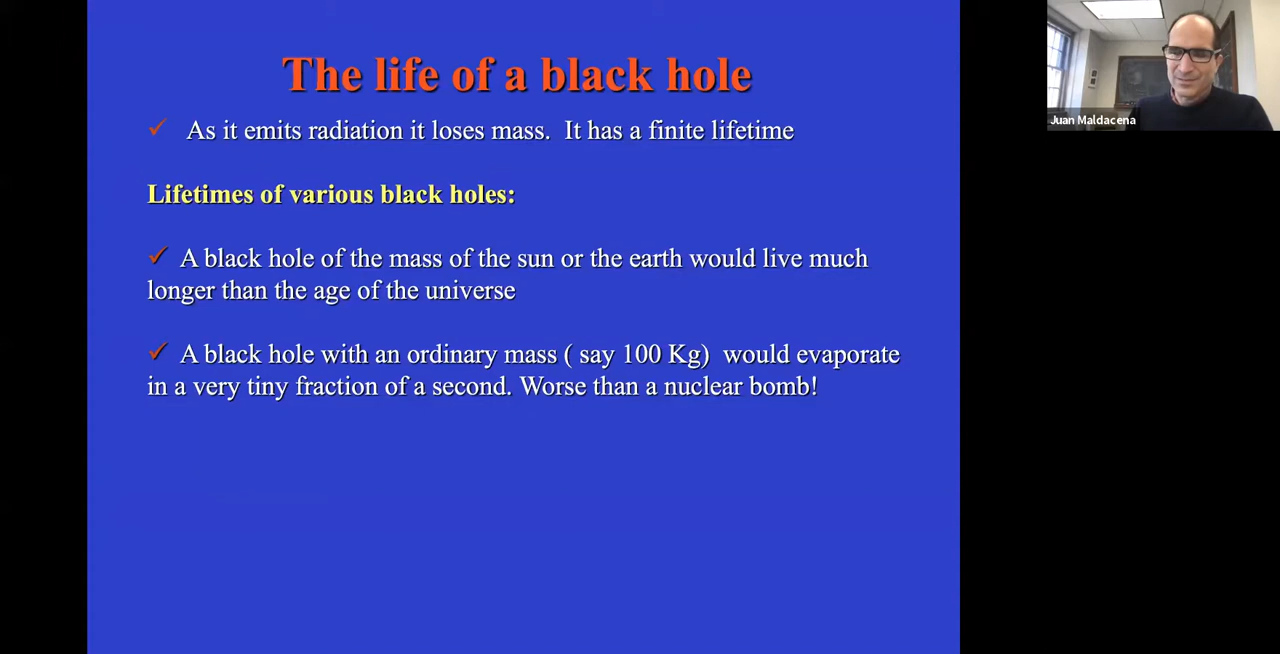 The life of a black hole
✓ As it emits radiation it loses mass. It has a finite lifetime
Lifetimes of various black holes:
✓ A black hole of the mass of the sun or the earth would live much
longer than the age of the universe
✓ A black hole with an ordinary mass ( say 100 Kg) would evaporate
in a very tiny fraction of a second. Worse than a nuclear bomb!
Juan Maldacena